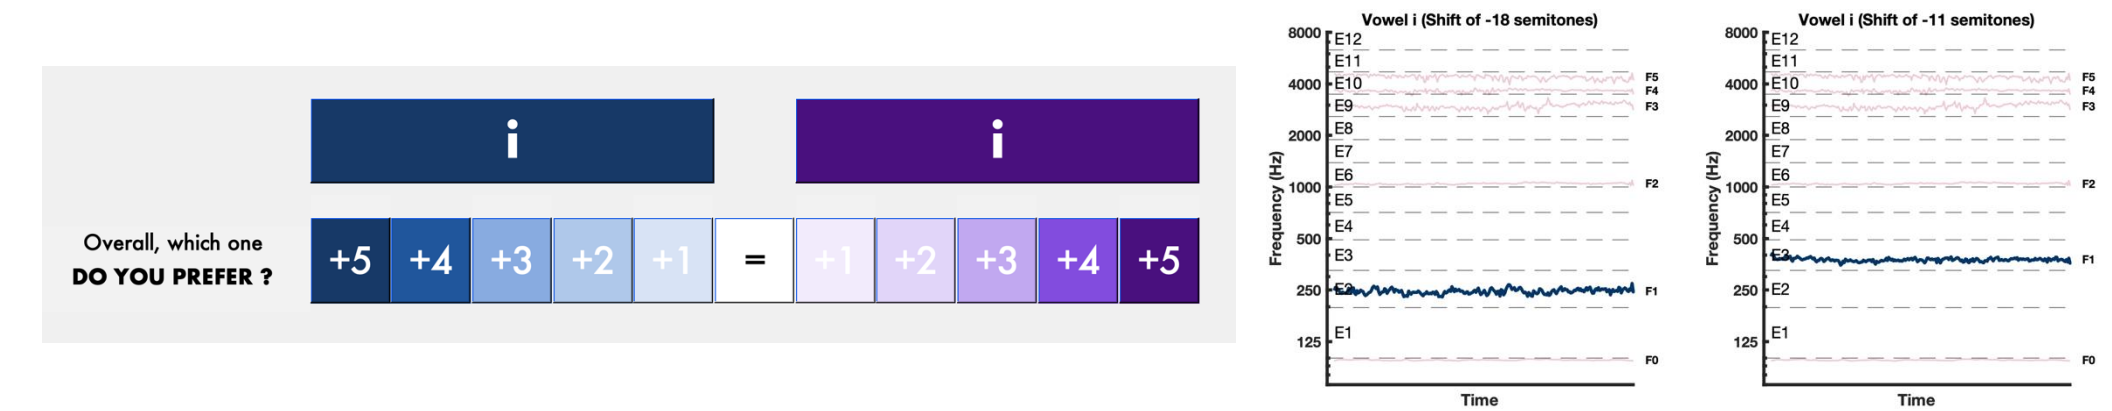 i
i
Overall, which one
DO YOU PREFER ?
+5
+4
+3
+2
+1
=
+1
+2
+3
+4
+5
Vowel i (Shift of -18 semitones)
8000
4000
2000
1000
500
250
125
Frequency (Hz)
E12
E11
E10
E9
E8
E7
E6
E5
E4
E3
E2
E1
F5
F4
F3
F2
F1
F0
Time
Vowel i (Shift of -11 semitones)
8000
4000
2000
1000
500
250
125
Frequency (Hz)
E12
E11
E10
E9
E8
E7
E6
E5
E4
E3
E2
E1
F5
F4
F3
F2
F1
F0
Time